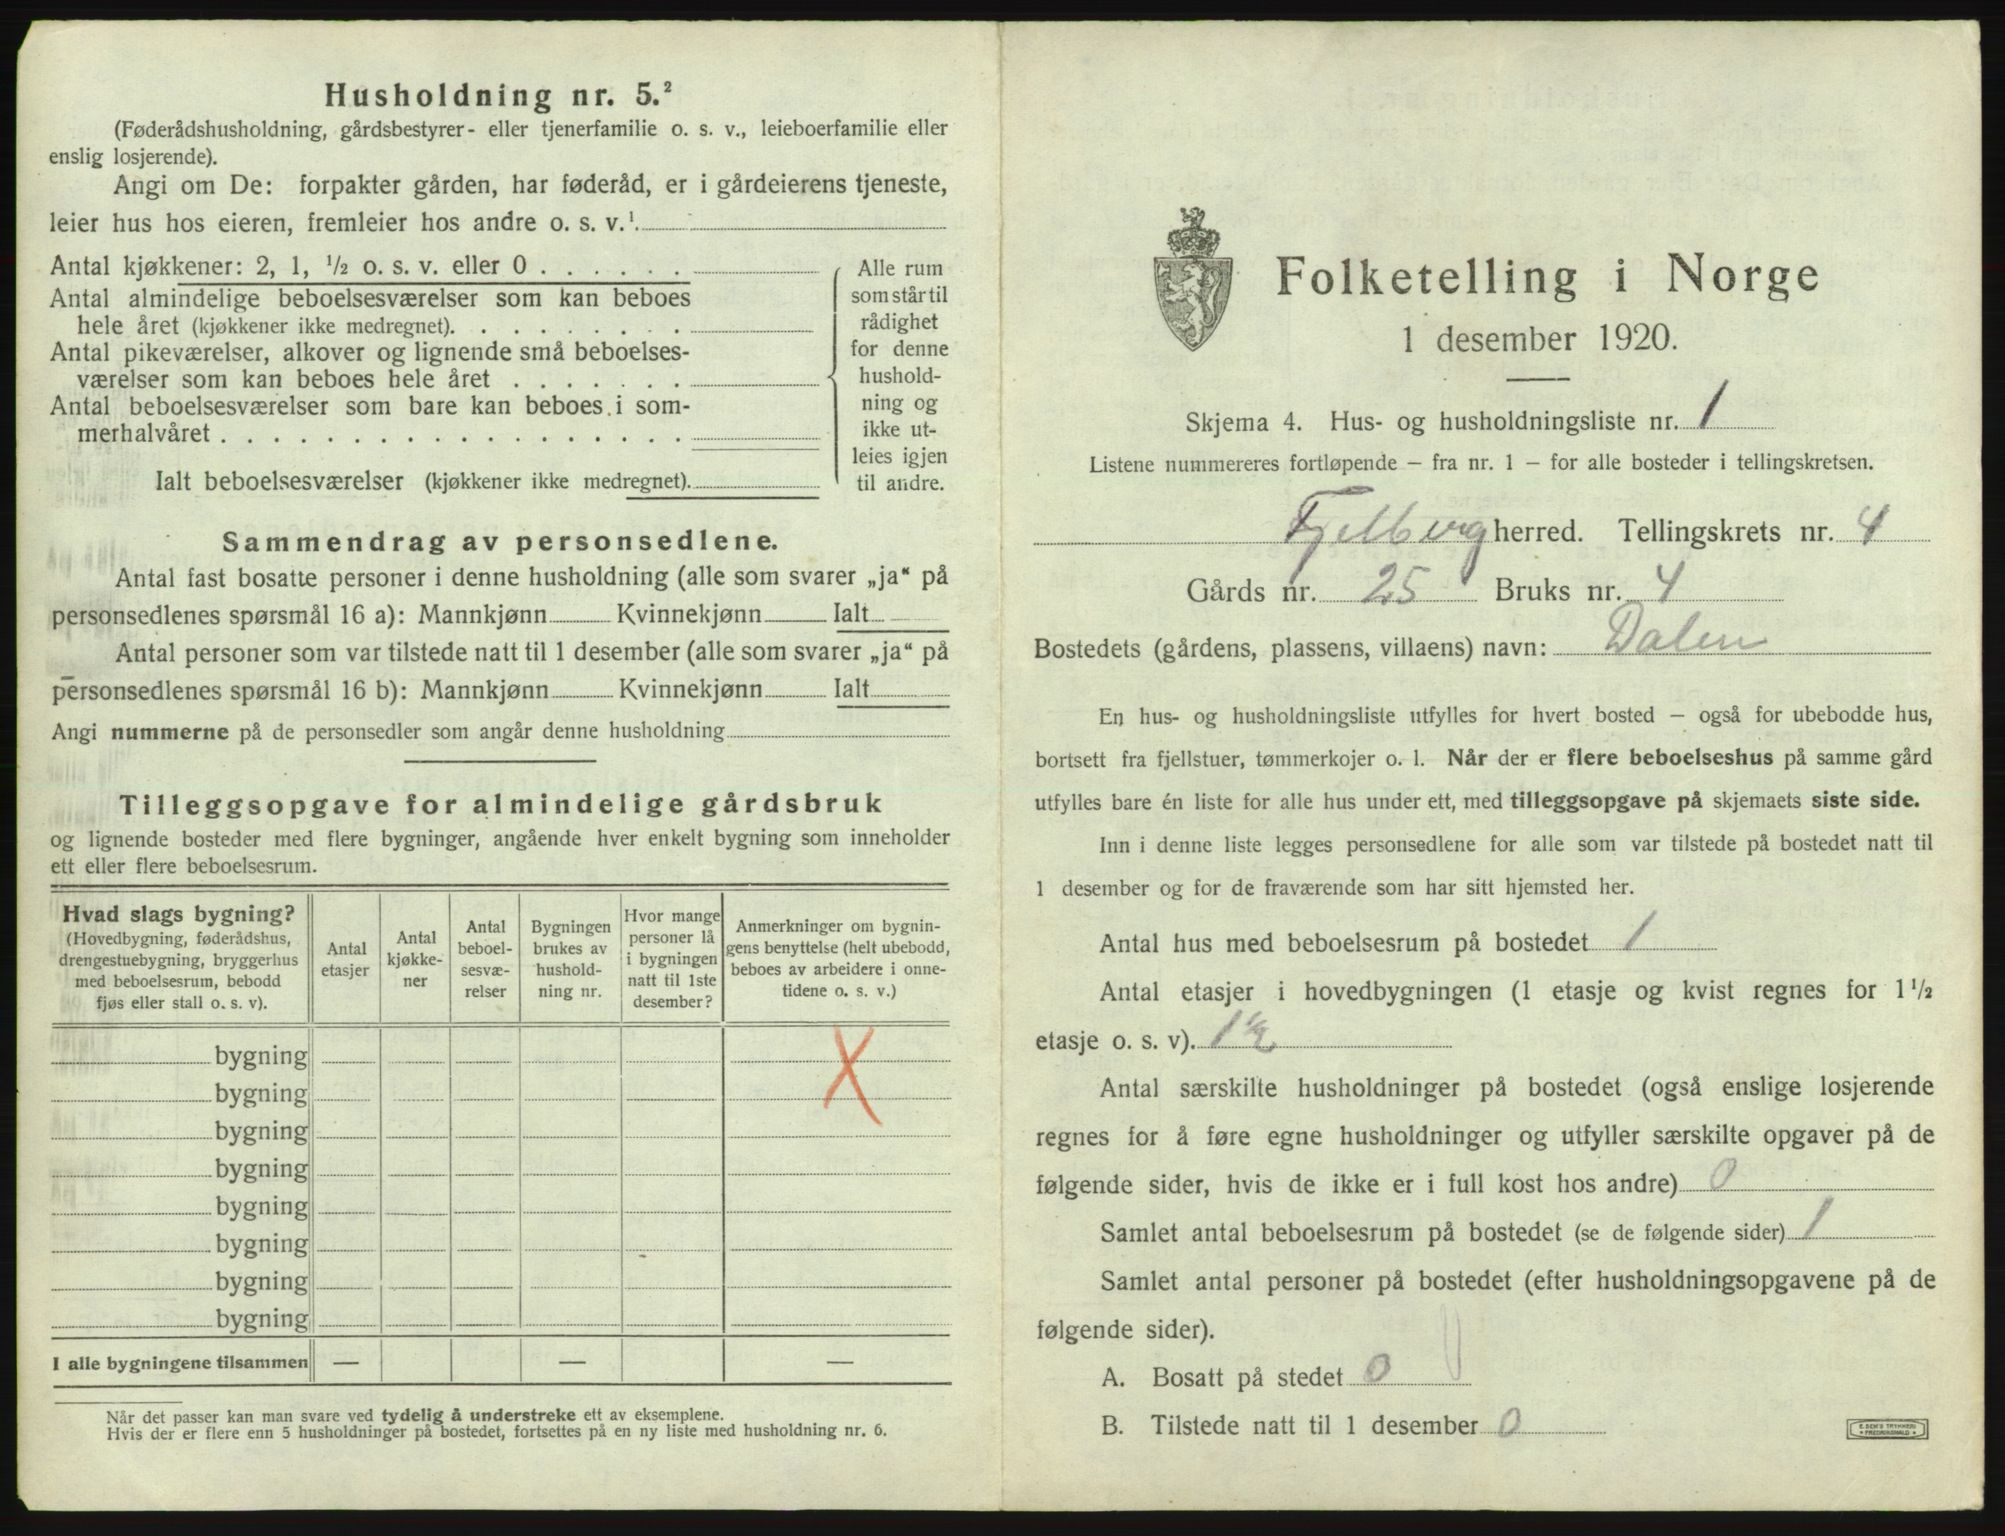 Husholdning nr. 5.²
(Føderådshusholdning, gårdsbestyrer- eller tjenerfamilie o. s. v., leieboerfamilie eller
enslig losjerende).
Angi om De: forpakter gården, har føderåd, er i gårdeierens tjeneste,
leier hus hos eieren, fremleier hos andre o. s. v.¹
Antal kjøkkener: 2, 1, ½ o. s. v. eller 0 . . . . . .
Antal almindelige beboelsesværelser som kan beboes
hele året (kjøkkener ikke medregnet). . . . . . . . .
Antal pikeværelser, alkover og lignende små beboelses-
værelser som kan beboes hele året . . . . . . .
Antal beboelsesværelser som bare kan beboes i som-
merhalvåret . . . . . . . . . . . . . . . . . .
Ialt beboelsesværelser (kjøkkener ikke medregnet).
Alle rum
som står til
rådighet
for denne
hushold-
ning og
ikke ut-
leies igjen
til andre.
Sammendrag av personsedlene.
Antal fast bosatte personer i denne husholdning (alle som svarer „ja“ på
personsedlenes spørsmål 16 a): Mannkjønn Kvinnekjønn Ialt
Antal personer som var tilstede natt til 1 desember (alle som svarer „ja“ på
personsedlenes spørsmål 16 b): Mannkjønn Kvinnekjønn Ialt
Angi nummerne på de personsedler som angår denne husholdning
Tilleggsopgave for almindelige gårdsbruk
og lignende bosteder med flere bygninger, angående hver enkelt bygning som inneholder
ett eller flere beboelsesrum.
Hvad slags bygning?
(Hovedbygning, føderådshus,
drengestuebygning, bryggerhus
med beboelsesrum, bebodd
fjøs eller stall o. s. v).
Antal
etasjer
Antal
kjøkke-
ner
Antal
beboel-
sesvæ-
relser
Bygningen
brukes av
hushold-
ning nr.
Hvor mange
personer lå
i bygningen
natt til 1ste
desember?
Anmerkninger om bygnin-
gens benyttelse (helt ubebodd,
beboes av arbeidere i onne-
tidene o. s. v.)
bygning
bygning
bygning
bygning
bygning
bygning
bygning
bygning
I alle bygningene tilsammen — — —
Når det passer kan man svare ved tydelig å understreke ett av eksemplene.
Hvis der er flere enn 5 husholdninger på bostedet, fortsettes på en ny liste med husholdning nr. 6.
Folketelling i Norge
1 desember 1920.
Skjema 4. Hus- og husholdningsliste nr. 1
Listene nummereres fortløpende – fra nr. 1 – for alle bosteder i tellingskretsen.
Fjelberg herred. Tellingskrets nr. 4
Gårds nr. 25 Bruks nr. 4
Bostedets (gårdens, plassens, villaens) navn: Dalen
En hus- og husholdningsliste utfylles for hvert bosted – også for ubebodde hus,
bortsett fra fjellstuer, tømmerkojer o. l. Når der er flere beboelseshus på samme gård
utfylles bare én liste for alle hus under ett, med tilleggsopgave på skjemaets siste side.
Inn i denne liste legges personsedlene for alle som var tilstede på bostedet natt til
1 desember og for de fraværende som har sitt hjemsted her.
Antal hus med beboelsesrum på bostedet 1
Antal etasjer i hovedbygningen (1 etasje og kvist regnes for 1½
etasje o. s. v). 1½
Antal særskilte husholdninger på bostedet (også enslige losjerende
regnes for å føre egne husholdninger og utfyller særskilte opgaver på de
følgende sider, hvis de ikke er i full kost hos andre) 0
Samlet antal beboelsesrum på bostedet (se de følgende sider) 1
Samlet antal personer på bostedet (efter husholdningsopgavene på de
følgende sider).
A. Bosatt på stedet 0
B. Tilstede natt til 1 desember 0
E. SEM'S TRYKKERI
FREDRIKSHALD